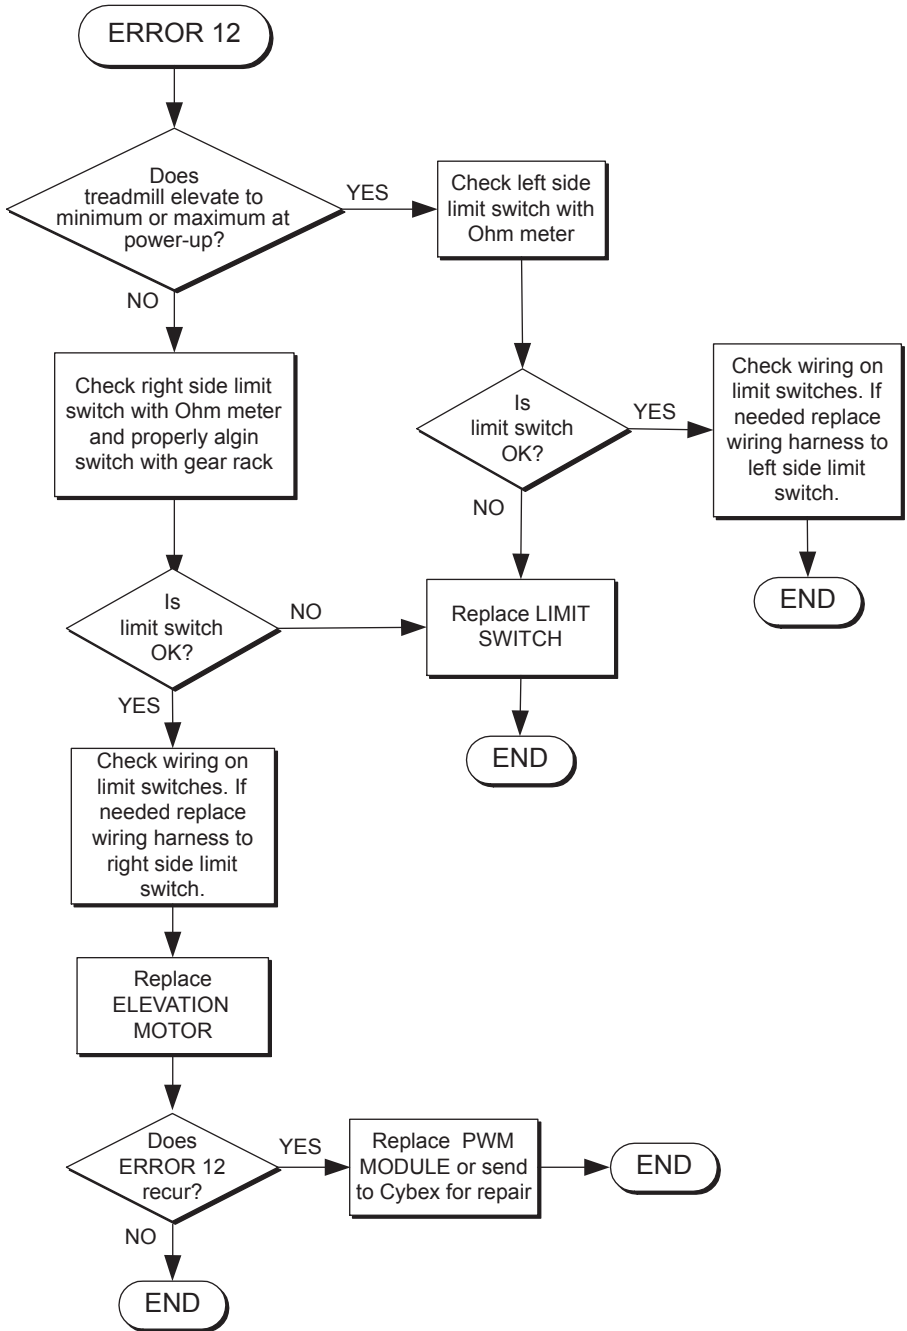 ERROR 12
Does
treadmill elevate to
minimum or maximum at
power-up?
YES
Check left side
limit switch with
Ohm meter
NO
Check right side limit
switch with Ohm meter
and properly algin
switch with gear rack
Is
limit switch
OK?
YES
Check wiring on
limit switches. If
needed replace
wiring harness to
left side limit
switch.
END
NO
Is
limit switch
OK?
NO
Replace LIMIT
SWITCH
END
YES
Check wiring on
limit switches. If
needed replace
wiring harness to
right side limit
switch.
Replace
ELEVATION
MOTOR
Does
ERROR 12
recur?
YES
Replace PWM
MODULE or send
to Cybex for repair
END
NO
END